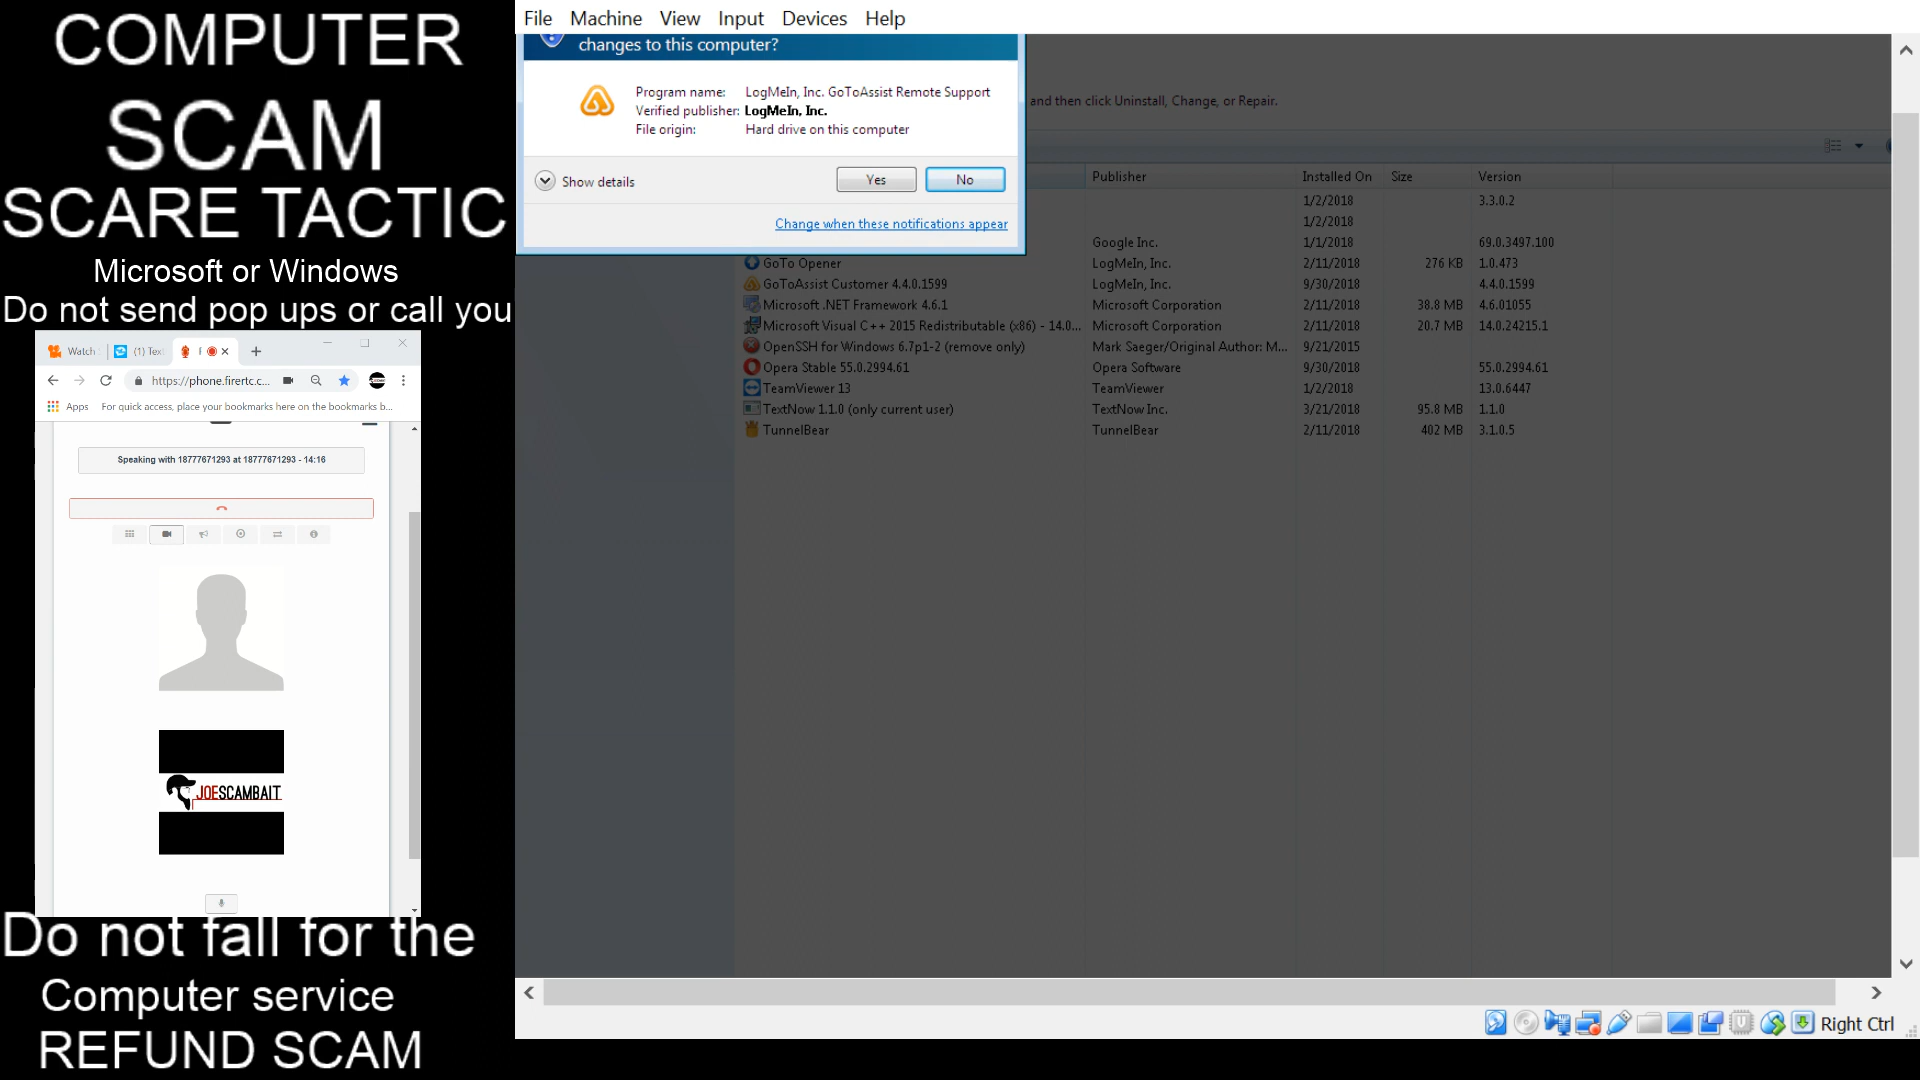 COMPUTER
SCAM
SCARE TACTIC
Microsoft or Windows
Do not send pop ups or call you
Watch
(1) Text
https://phone.firertc.c...
Apps For quick access, place your bookmarks here on the bookmarks b...
Speaking with 18777671293 at 18777671293 - 14:16
JOESCAMBAIT
Do not fall for the
Computer service
REFUND SCAM
File Machine View Input Devices Help
changes to this computer?
Program name: LogMeIn, Inc. GoToAssist Remote Support
Verified publisher: LogMeIn, Inc.
File origin: Hard drive on this computer
Show details Yes No
Change when these notifications appear
and then click Uninstall, Change, or Repair.
Publisher Installed On Size Version
1/2/2018 3.3.0.2
1/2/2018
Google Inc. 1/1/2018 69.0.3497.100
GoTo Opener LogMeIn, Inc. 2/11/2018 276 KB 1.0.473
GoToAssist Customer 4.4.0.1599 LogMeIn, Inc. 9/30/2018 4.4.0.1599
Microsoft .NET Framework 4.6.1 Microsoft Corporation 2/11/2018 38.8 MB 4.6.01055
Microsoft Visual C++ 2015 Redistributable (x86) - 14.0... Microsoft Corporation 2/11/2018 20.7 MB 14.0.24215.1
OpenSSH for Windows 6.7p1-2 (remove only) Mark Saeger/Original Author: M... 9/21/2015
Opera Stable 55.0.2994.61 Opera Software 9/30/2018 55.0.2994.61
TeamViewer 13 TeamViewer 1/2/2018 13.0.6447
TextNow 1.1.0 (only current user) TextNow Inc. 3/21/2018 95.8 MB 1.1.0
TunnelBear TunnelBear 2/11/2018 402 MB 3.1.0.5
Right Ctrl